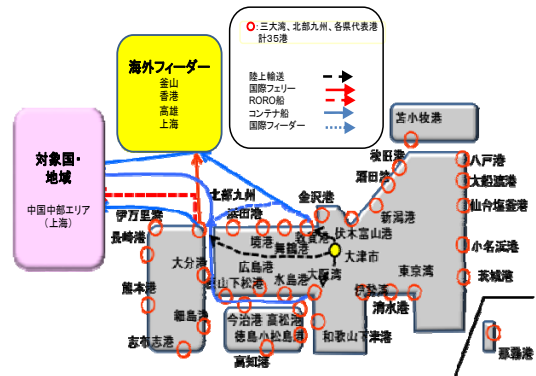 ○:三大湾、北部九州、各県代表港
計35港
陸上輸送
国際フェリー
RORO船
コンテナ船
国際フィーダー
海外フィーダー
釜山
香港
高雄
上海
対象国・
地域
中国中部エリア
(上海)
苫小牧港
秋田港
酒田港
八戸港
大船渡港
仙台塩釜港
新潟港
小名浜港
茨城港
金沢港
伏木富山港
北部九州
浜田港
境港
舞鶴港
敦賀港
大津市
伊万里港
長崎港
大分港
広島港
水島港
大阪湾
東京湾
伊勢湾
清水港
熊本港
細島港
志布志港
今治港
高松港
徳島小松島港
高知港
和歌山下津港
那覇港